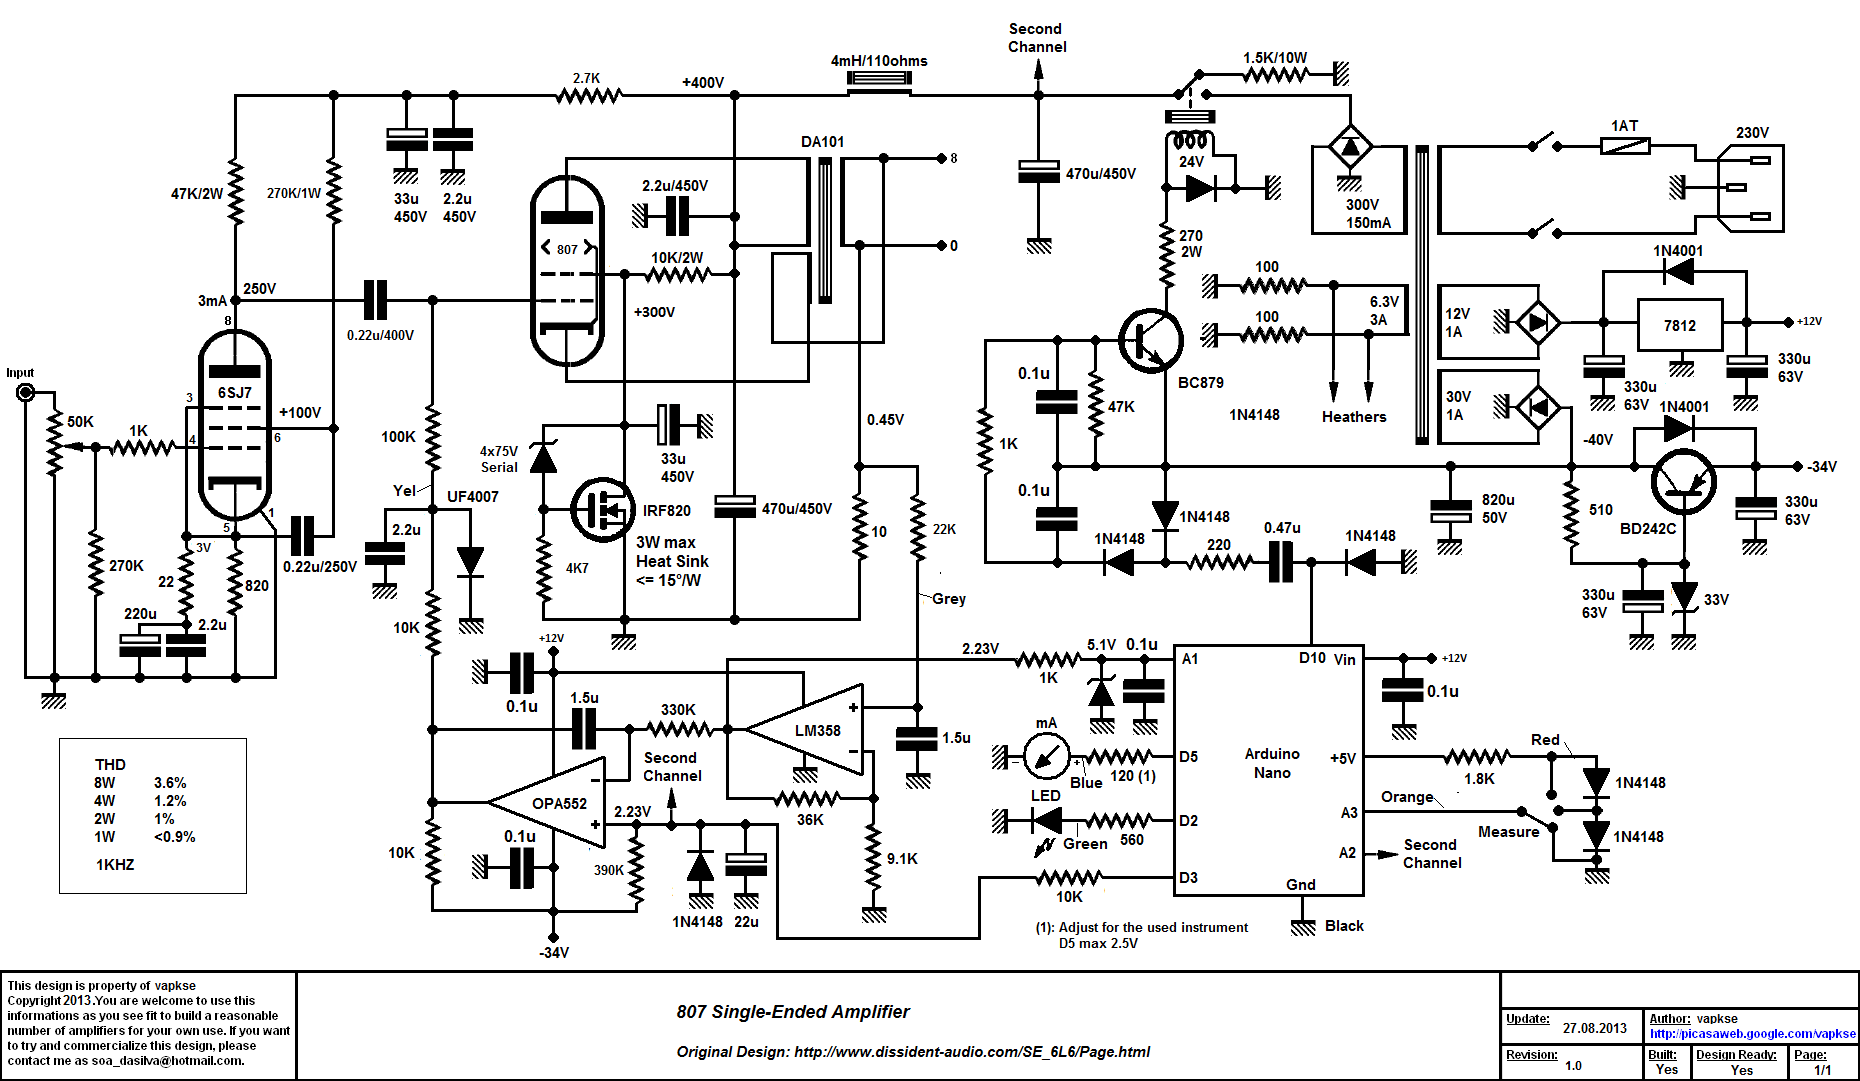 Second
Channel
4mH/110ohms
1.5K/10W
2.7K
+400V
1AT
230V
DA101
8
24V
47K/2W
270K/1W
33u
450V
2.2u
450V
2.2u/450V
470u/450V
300V
150mA
807
0
270
2W
1N4001
10K/2W
100
3mA
250V
+300V
6.3V
3A
12V
1A
7812
+12V
8
0.22u/400V
100
330u
63V
330u
63V
Input
6SJ7
0.1u
BC879
30V
1A
3
+100V
47K
1N4148
Heathers
1N4001
50K
1K
4
6
100K
0.45V
1K
-40V
4x75V
Serial
33u
450V
-34V
Yel
UF4007
0.1u
820u
50V
510
330u
63V
1
IRF820
470u/450V
10
22K
1N4148
0.47u
1N4148
BD242C
5
3V
2.2u
3W max
Heat Sink
<= 15°/W
1N4148
220
270K
22
820
0.22u/250V
4K7
Grey
330u
63V
33V
220u
2.2u
10K
+12V
2.23V
5.1V
0.1u
A1
D10
Vin
+12V
1K
0.1u
1.5u
330K
LM358
+
-
1.5u
mA
0.1u
Second
Channel
- +
Blue
120 (1)
D5
Arduino
Nano
+5V
Red
1.8K
1N4148
THD
8W 3.6%
4W 1.2%
2W 1%
1W <0.9%
1KHZ
OPA552
-
+
2.23V
36K
LED
Green
560
D2
Orange
A3
Measure
1N4148
10K
0.1u
390K
9.1K
A2
Second
Channel
1N4148
22u
10K
D3
Gnd
Black
-34V
(1): Adjust for the used instrument
D5 max 2.5V
This design is property of vapkse
Copyright 2013.You are welcome to use this
informations as you see fit to build a reasonable
number of amplifiers for your own use. If you want
to try and commercialize this design, please
contact me as soa_dasilva@hotmail.com.
807 Single-Ended Amplifier
Original Design: http://www.dissident-audio.com/SE_6L6/Page.html
Update: 27.08.2013
Author: vapkse
http://picasaweb.google.com/vapkse
Revision: 1.0
Built: Yes
Design Ready: Yes
Page: 1/1